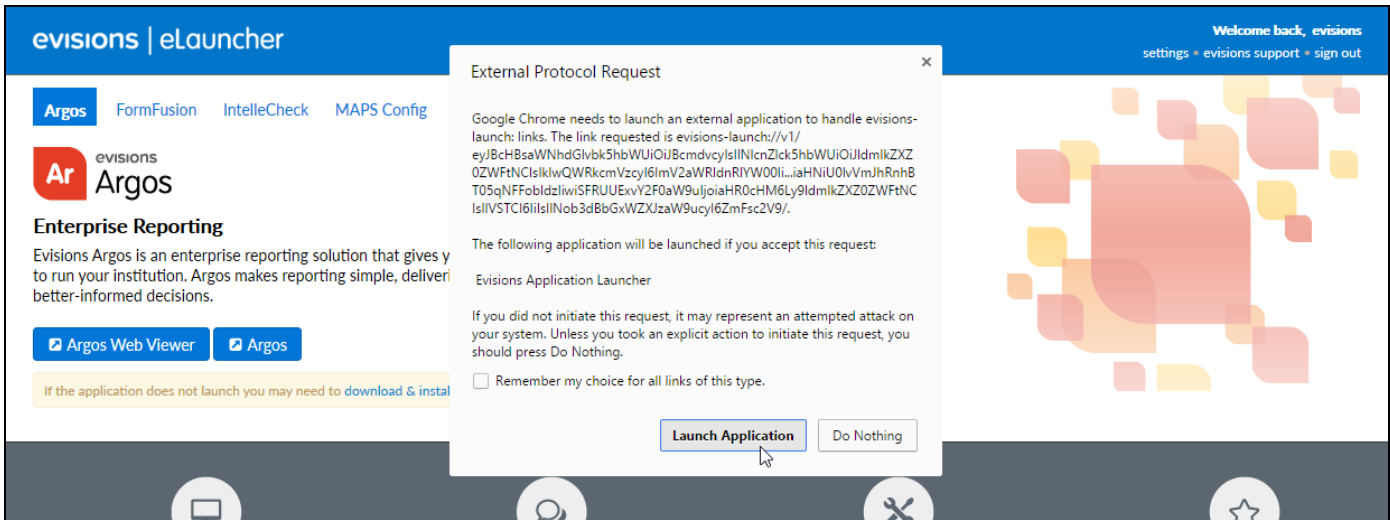 evisions | eLauncher
Welcome back, evisions
settings • evisions support • sign out
Argos
FormFusion
IntelleCheck
MAPS Config
Ar
evisions
Argos
Enterprise Reporting
Evisions Argos is an enterprise reporting solution that gives y
to run your institution. Argos makes reporting simple, deliveri
better-informed decisions.
Argos Web Viewer
Argos
If the application does not launch you may need to download & instal
External Protocol Request
×
Google Chrome needs to launch an external application to handle evisions-
launch: links. The link requested is evisions-launch://v1/
The following application will be launched if you accept this request:
Evisions Application Launcher
If you did not initiate this request, it may represent an attempted attack on
your system. Unless you took an explicit action to initiate this request, you
should press Do Nothing.
Remember my choice for all links of this type.
Launch Application
Do Nothing